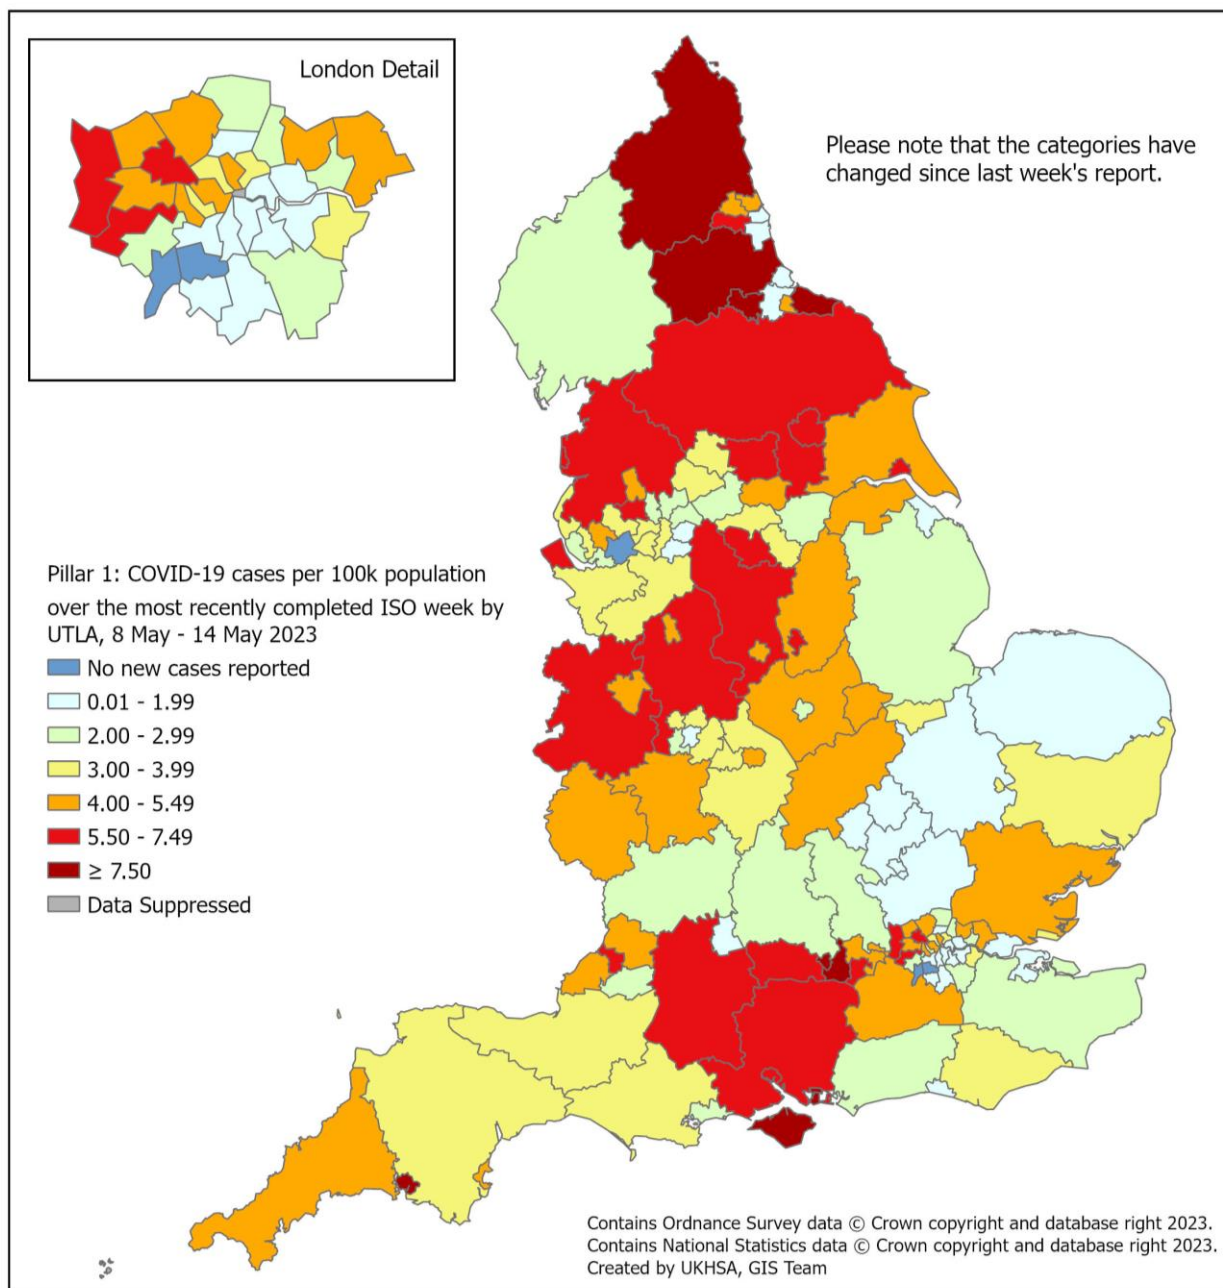 London Detail
Please note that the categories have
changed since last week's report.
Pillar 1: COVID-19 cases per 100k population
over the most recently completed ISO week by
UTLA, 8 May - 14 May 2023
No new cases reported
0.01 - 1.99
2.00 - 2.99
3.00 - 3.99
4.00 - 5.49
5.50 - 7.49
≥ 7.50
Data Suppressed
Contains Ordnance Survey data © Crown copyright and database right 2023.
Contains National Statistics data © Crown copyright and database right 2023.
Created by UKHSA, GIS Team